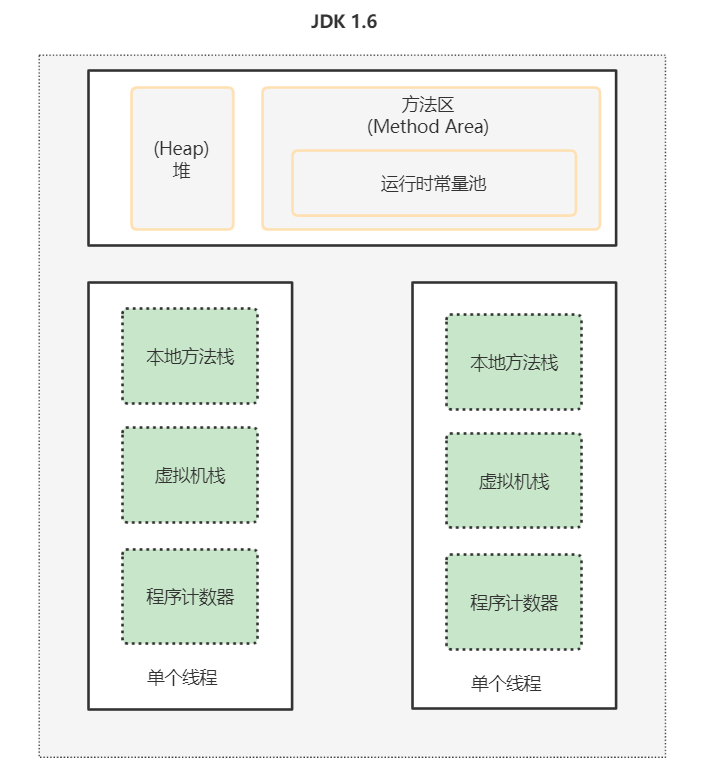 JDK 1.6
(Heap)
堆
方法区
(Method Area)
运行时常量池
本地方法栈
虚拟机栈
程序计数器
单个线程
本地方法栈
虚拟机栈
程序计数器
单个线程